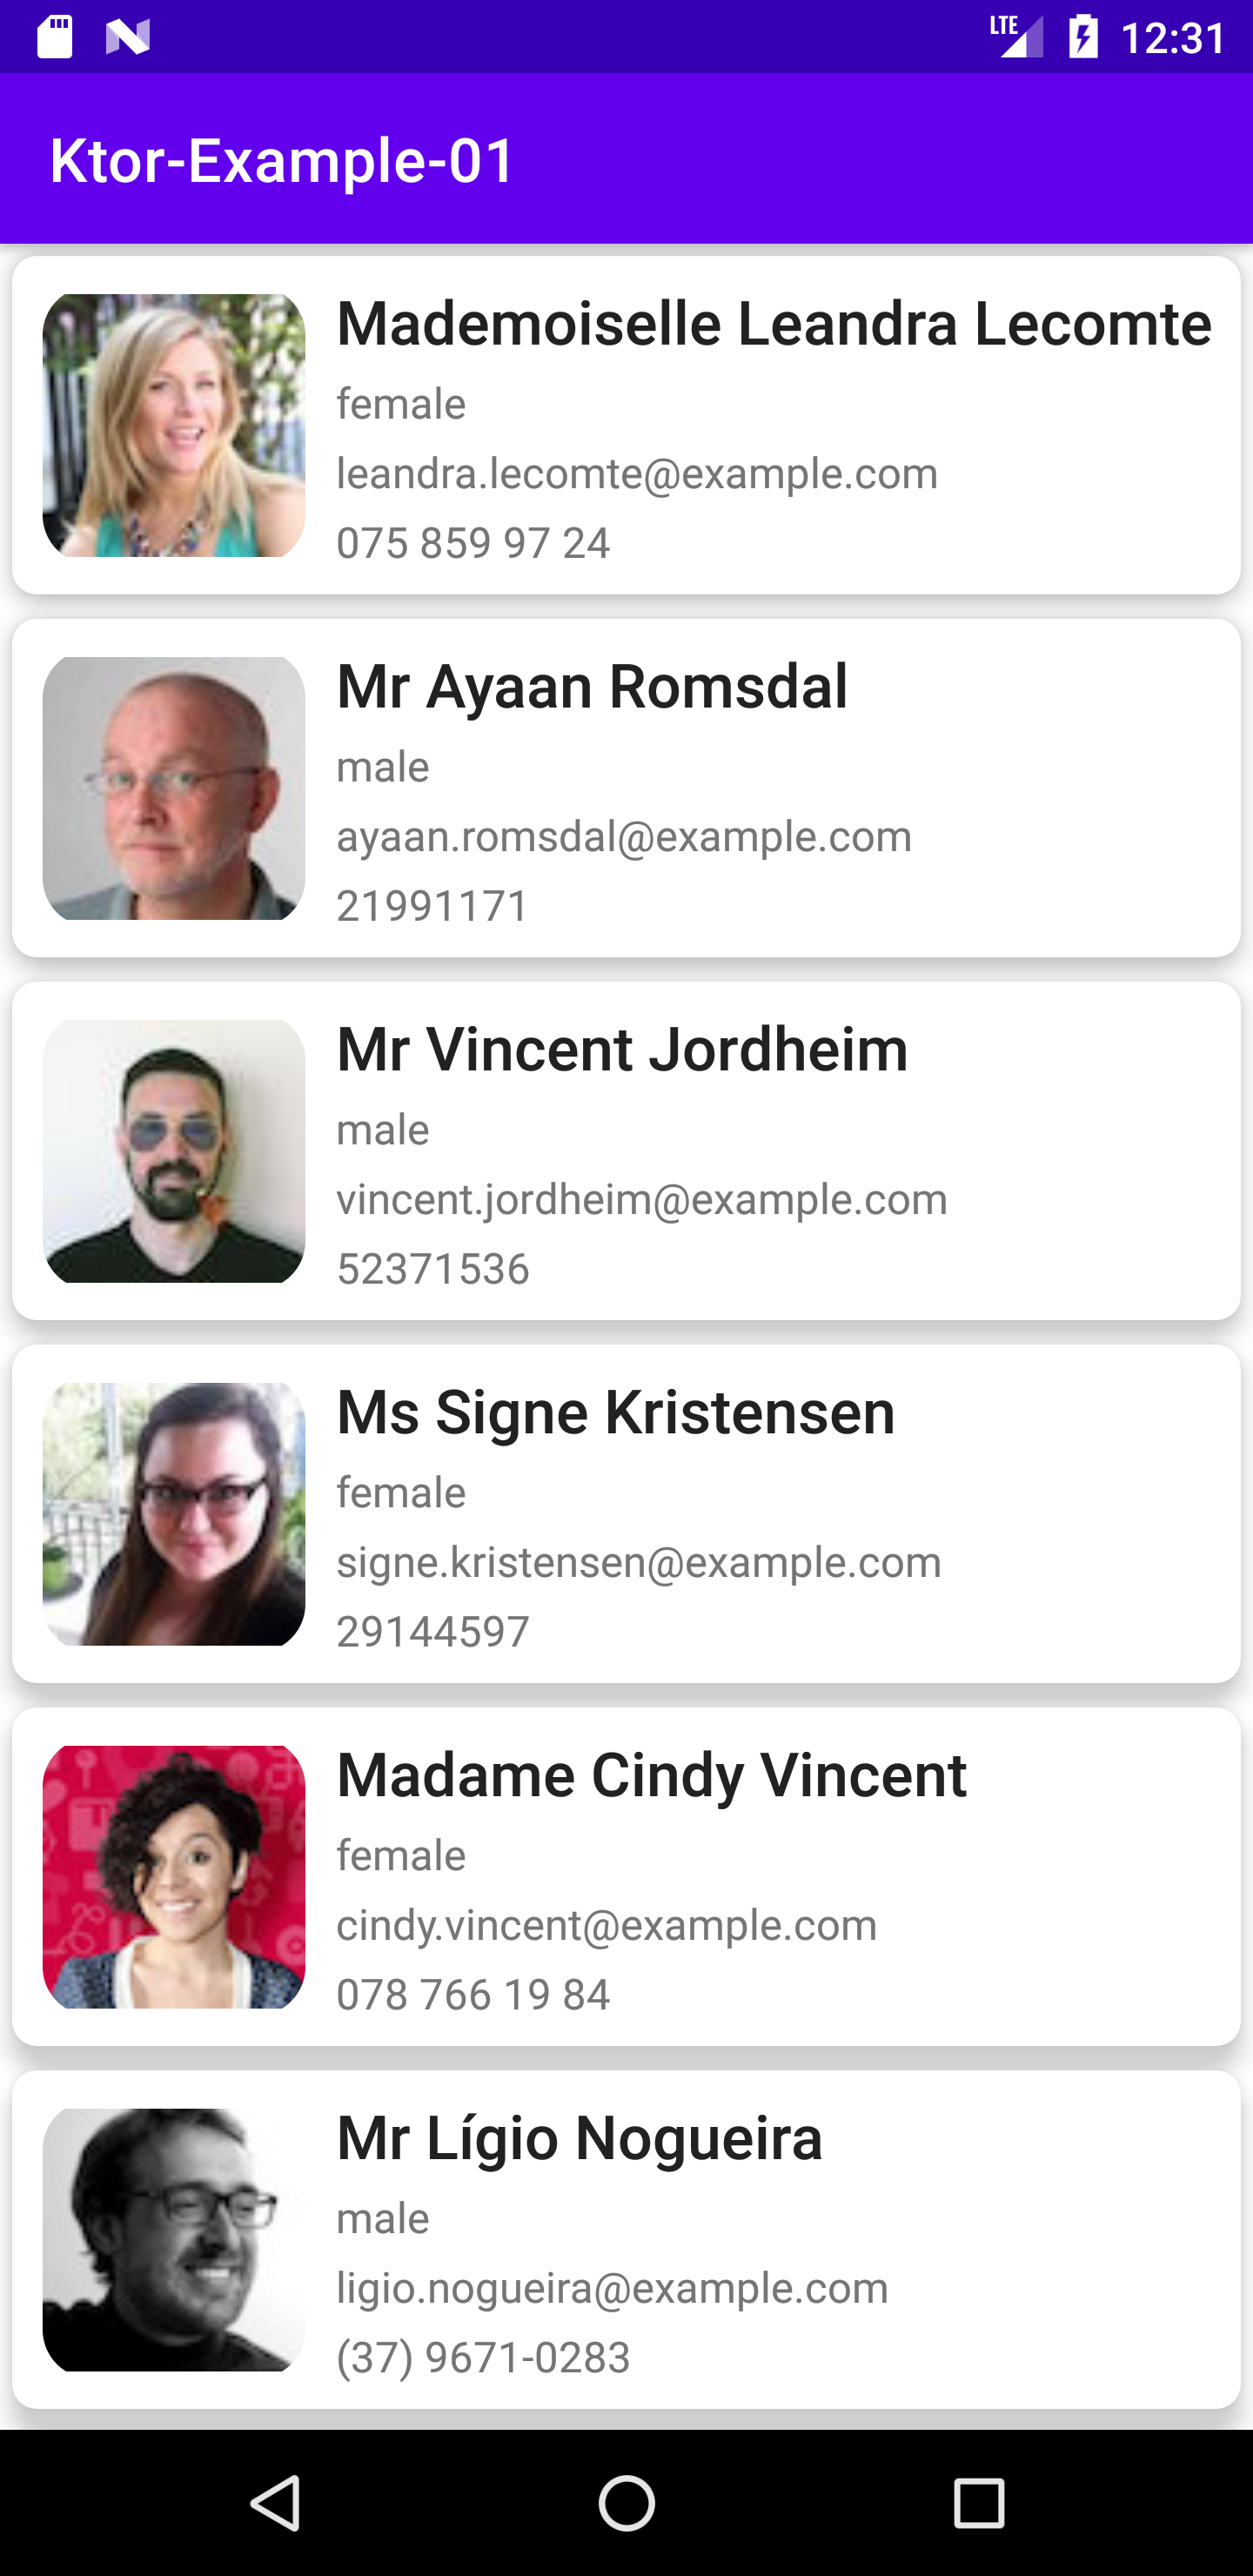 LTE 12:31
Ktor-Example-01
Mademoiselle Leandra Lecomte
female
leandra.lecomte@example.com
075 859 97 24
Mr Ayaan Romsdal
male
ayaan.romsdal@example.com
21991171
Mr Vincent Jordheim
male
vincent.jordheim@example.com
52371536
Ms Signe Kristensen
female
signe.kristensen@example.com
29144597
Madame Cindy Vincent
female
cindy.vincent@example.com
078 766 19 84
Mr Lígio Nogueira
male
ligio.nogueira@example.com
(37) 9671-0283